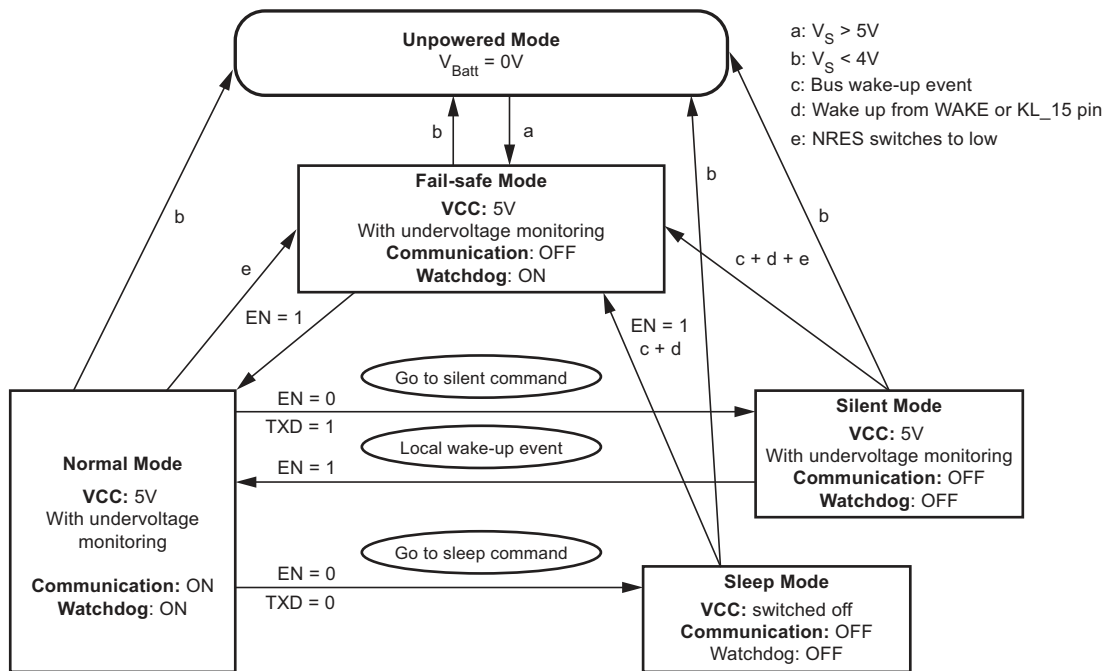 Unpowered Mode
V_Batt = 0V
a: V_S > 5V
b: V_S < 4V
c: Bus wake-up event
d: Wake up from WAKE or KL_15 pin
e: NRES switches to low
b
a
b
b
b
Fail-safe Mode
VCC: 5V
With undervoltage monitoring
Communication: OFF
Watchdog: ON
e
EN = 1
c + d + e
EN = 1
c + d
Go to silent command
EN = 0
TXD = 1
Local wake-up event
EN = 1
Go to sleep command
EN = 0
TXD = 0
Normal Mode
VCC: 5V
With undervoltage
monitoring
Communication: ON
Watchdog: ON
Silent Mode
VCC: 5V
With undervoltage monitoring
Communication: OFF
Watchdog: OFF
Sleep Mode
VCC: switched off
Communication: OFF
Watchdog: OFF